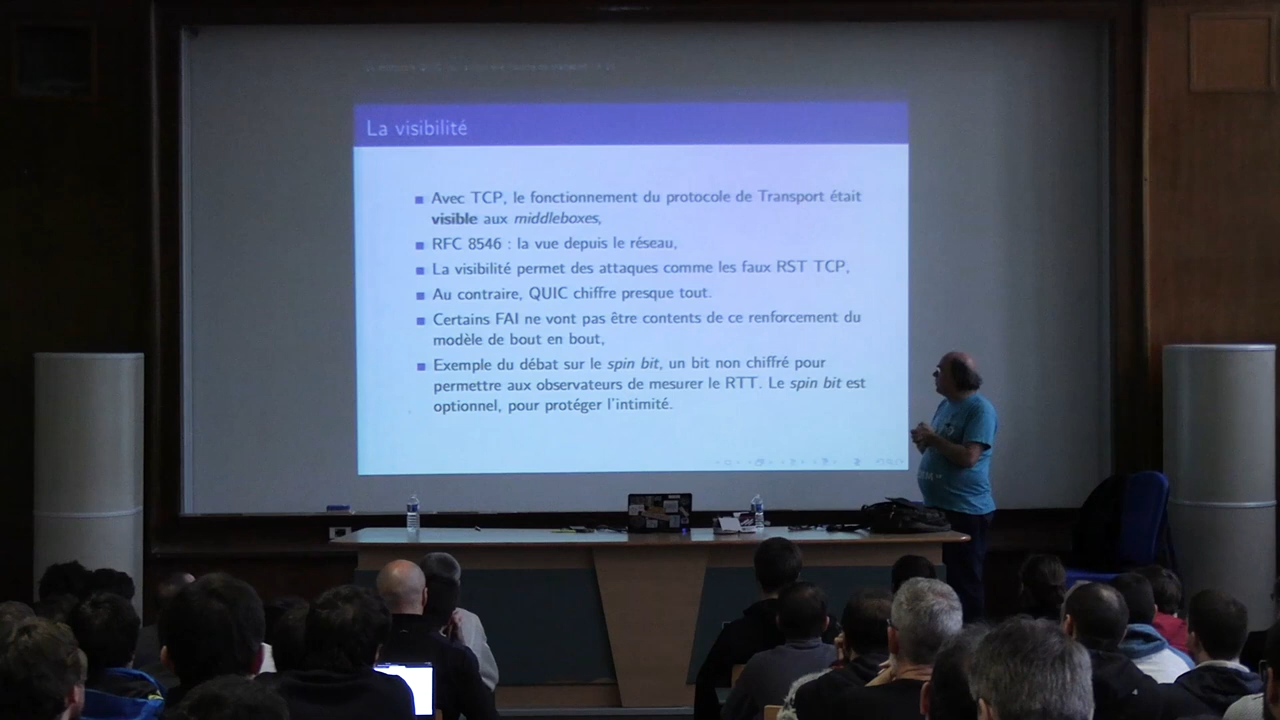 La visibilité
Avec TCP, le fonctionnement du protocole de Transport était
visible aux middleboxes,
RFC 8546 : la vue depuis le réseau,
La visibilité permet des attaques comme les faux RST TCP,
Au contraire, QUIC chiffre presque tout.
Certains FAI ne vont pas être contents de ce renforcement du
modèle de bout en bout,
Exemple du débat sur le spin bit, un bit non chiffré pour
permettre aux observateurs de mesurer le RTT. Le spin bit est
optionnel, pour protéger l'intimité.